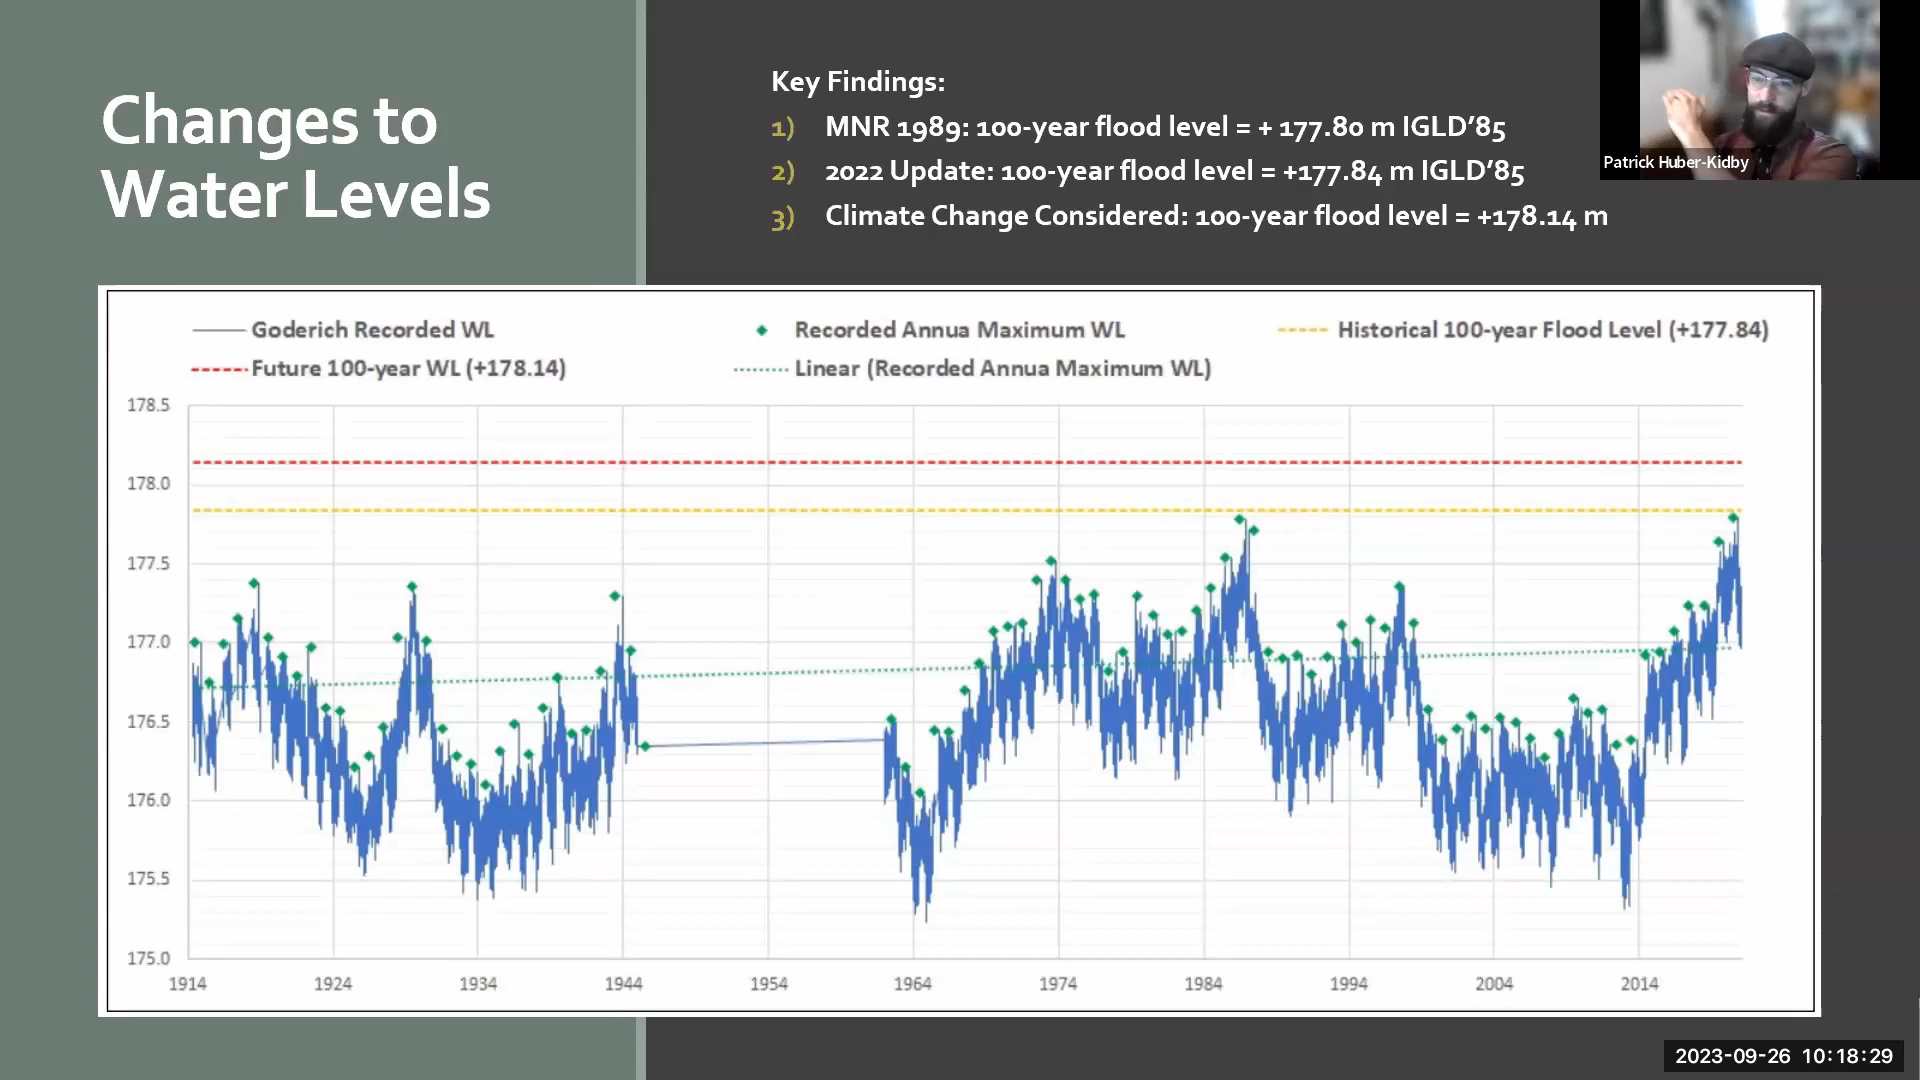 Changes to
Water Levels
Key Findings:
1) MNR 1989: 100-year flood level = + 177.80 m IGLD'85
2) 2022 Update: 100-year flood level = +177.84 m IGLD'85
3) Climate Change Considered: 100-year flood level = +178.14 m
Patrick Huber-Kidby
Goderich Recorded WL
Recorded Annua Maximum WL
Historical 100-year Flood Level (+177.84)
Future 100-year WL (+178.14)
Linear (Recorded Annua Maximum WL)
178.5
178.0
177.5
177.0
176.5
176.0
175.5
175.0
1914 1924 1934 1944 1954 1964 1974 1984 1994 2004 2014
2023-09-26 10:18:29